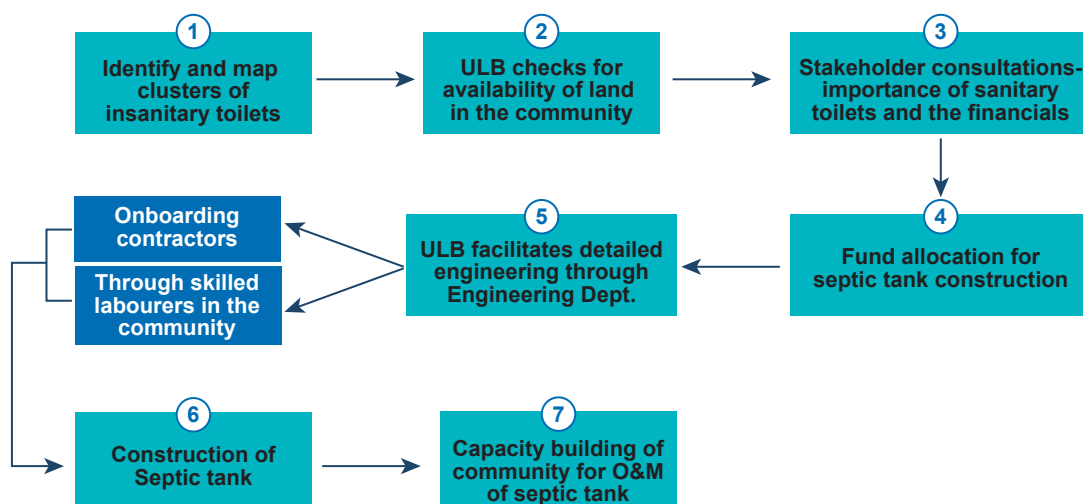 1
Identify and map
clusters of
insanitary toilets
2
ULB checks for
availability of land
in the community
3
Stakeholder consultations-
importance of sanitary
toilets and the financials
4
Fund allocation for
septic tank construction
5
ULB facilitates detailed
engineering through
Engineering Dept.
Onboarding
contractors
Through skilled
labourers in the
community
6
Construction of
Septic tank
7
Capacity building of
community for O&M
of septic tank